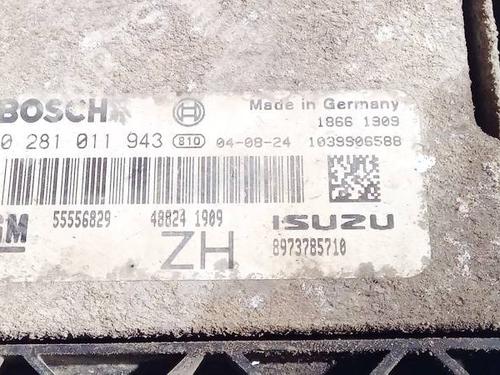 BOSCH
Made in Germany
1866 1909
0 281 011 943 810 04-08-24 1039906588
GM 55556829 48024 1909 ISUZU
ZH 8973785710